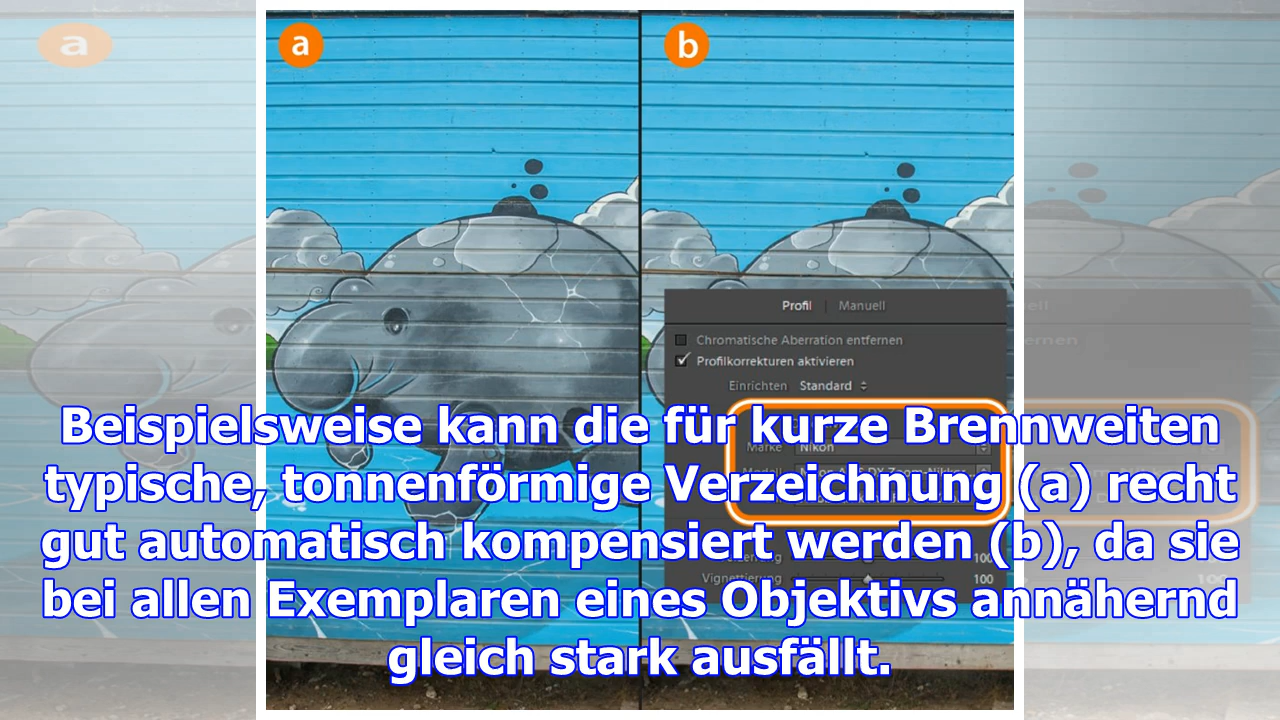 a
a
b
Profil | Manuell
Chromatische Aberration entfernen
Profilkorrekturen aktivieren
Einrichten Standard
Beispielsweise kann die für kurze Brennweiten
Marke Nikon
typische, tonnenförmige Verzeichnung (a) recht
gut automatisch kompensiert werden (b), da sie
100
Vignettierung 100
bei allen Exemplaren eines Objektivs annähernd
gleich stark ausfällt.